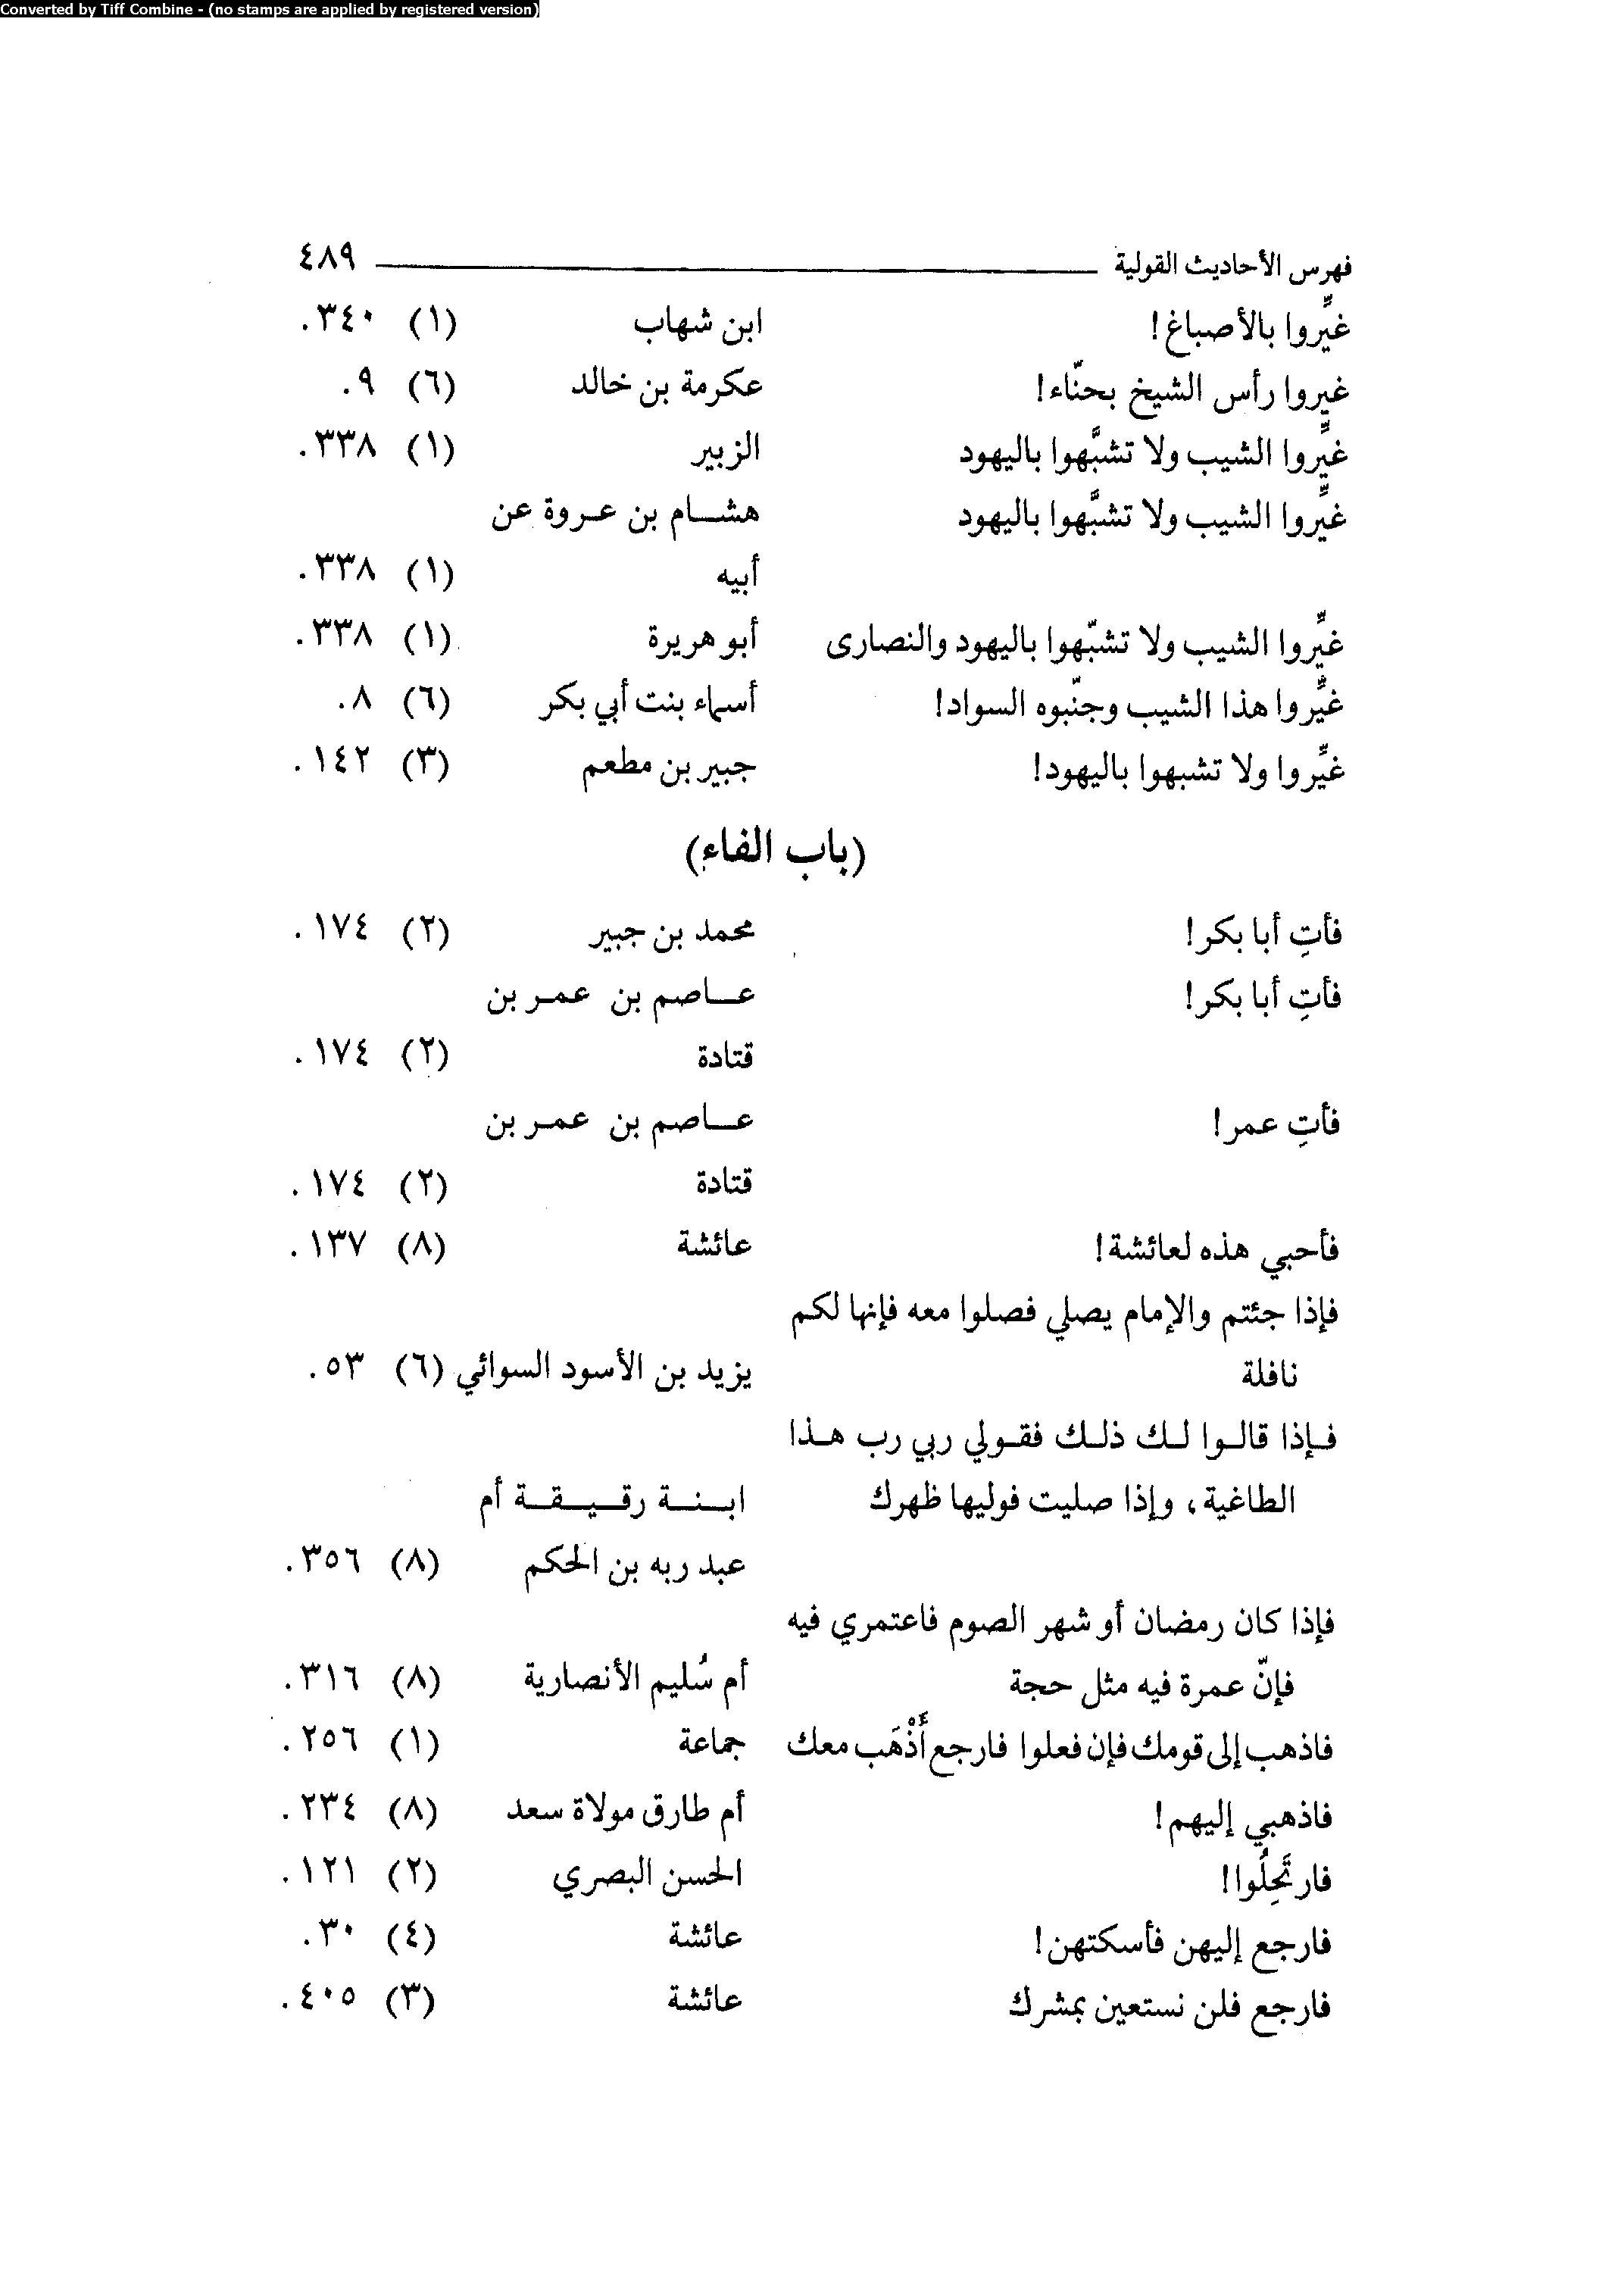 Converted by Tiff Combine - (no stamps are applied by registered version)
فهرس الأحاديث القولية ٤٨٩
غيِّروا بالأصباغ! ابن شهاب (١) ٣٤٠.
غيروا رأس الشيخ بحنّاء! عكرمة بن خالد (٦) ٩.
غيِّروا الشيب ولا تشبَّهوا باليهود الزبير (١) ٣٣٨.
غيِّروا الشيب ولا تشبَّهوا باليهود هشام بن عروة عن
أبيه (١) ٣٣٨.
غيِّروا الشيب ولا تشبّهوا باليهود والنصارى أبو هريرة (١) ٣٣٨.
غيِّروا هذا الشيب وجنّبوه السواد! أسماء بنت أبي بكر (٦) ٨.
غيِّروا ولا تشبهوا باليهود! جبير بن مطعم (٣) ١٤٢.
(باب الفاء)
فأتِ أبا بكر! محمد بن جبير (٢) ١٧٤.
فأتِ أبا بكر! عاصم بن عمر بن
قتادة (٢) ١٧٤.
فأتِ عمر! عاصم بن عمر بن
قتادة (٢) ١٧٤.
فأحبي هذه لعائشة! عائشة (٨) ١٣٧.
فإذا جئتم والإمام يصلي فصلوا معه فإنها لكم
نافلة يزيد بن الأسود السوائي (٦) ٥٣.
فإذا قالوا لك ذلك فقولي ربي رب هذا
الطاغية، وإذا صليت فوليها ظهرك ابنة رقيقة أم
عبد ربه بن الحكم (٨) ٣٥٦.
فإذا كان رمضان أو شهر الصوم فاعتمري فيه
فإنّ عمرة فيه مثل حجة أم سُليم الأنصارية (٨) ٣١٦.
فاذهب إلى قومك فإن فعلوا فارجع أَذْهَب معك جماعة (١) ٢٥٦.
فاذهبي إليهم! أم طارق مولاة سعد (٨) ٢٣٤.
فارتَحِلُوا! الحسن البصري (٢) ١٢١.
فارجع إليهن فأسكتهن! عائشة (٤) ٣٠.
فارجع فلن نستعين بمشرك عائشة (٣) ٤٠٥.